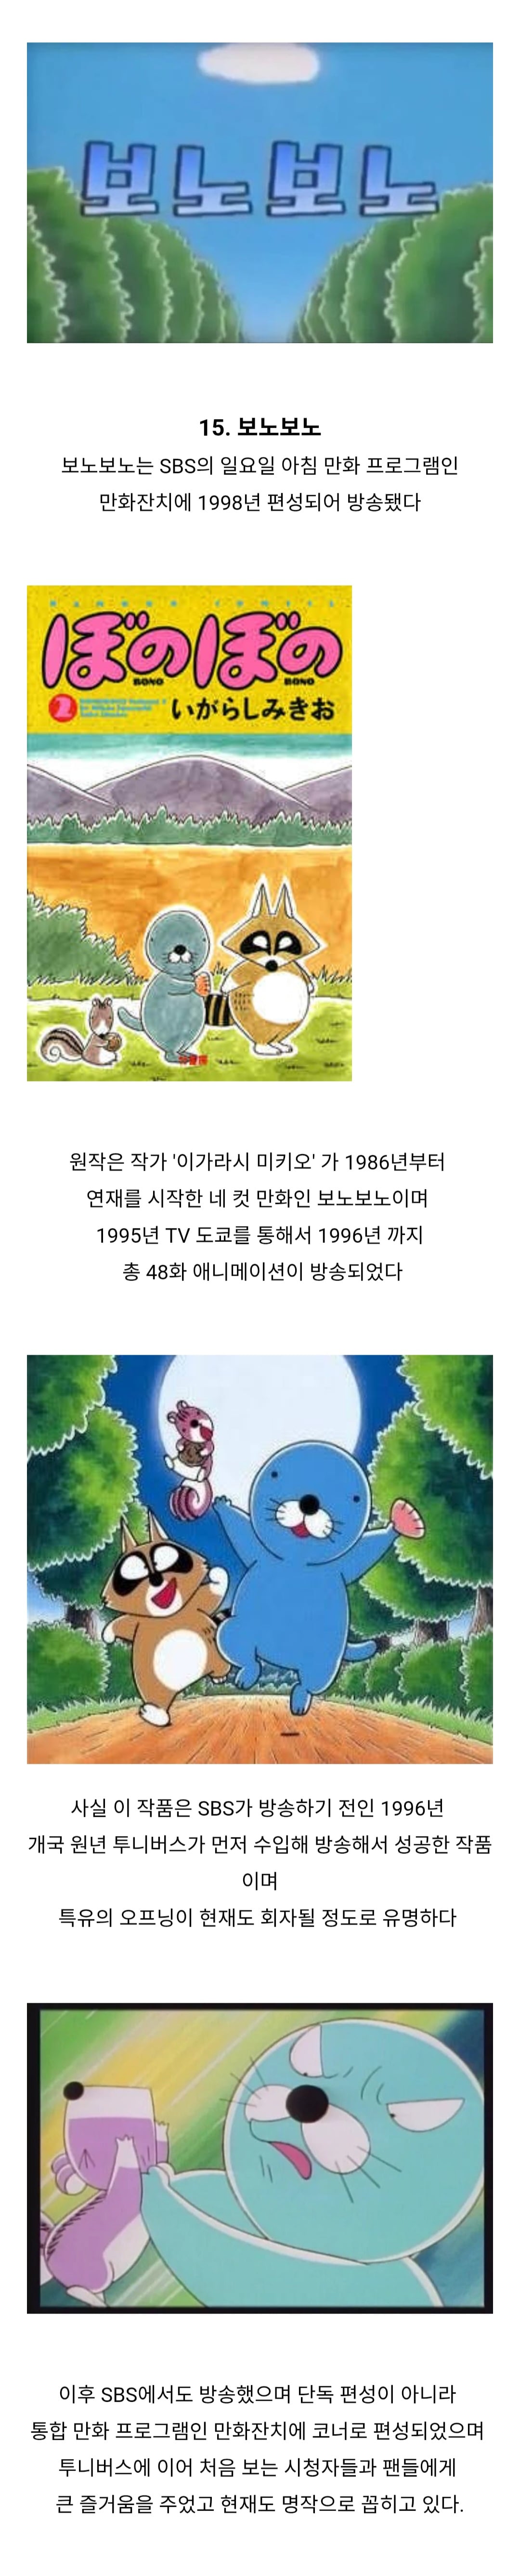 보노보노
15. 보노보노
보노보노는 SBS의 일요일 아침 만화 프로그램인
만화잔치에 1998년 편성되어 방송됐다
BAMBOO COMICS
ぼのぼの
BONO BONO
2
いがらしみきお
원작은 작가 '이가라시 미키오' 가 1986년부터
연재를 시작한 네 컷 만화인 보노보노이며
1995년 TV 도쿄를 통해서 1996년 까지
총 48화 애니메이션이 방송되었다
사실 이 작품은 SBS가 방송하기 전인 1996년
개국 원년 투니버스가 먼저 수입해 방송해서 성공한 작품
이며
특유의 오프닝이 현재도 회자될 정도로 유명하다
이후 SBS에서도 방송했으며 단독 편성이 아니라
통합 만화 프로그램인 만화잔치에 코너로 편성되었으며
투니버스에 이어 처음 보는 시청자들과 팬들에게
큰 즐거움을 주었고 현재도 명작으로 꼽히고 있다.